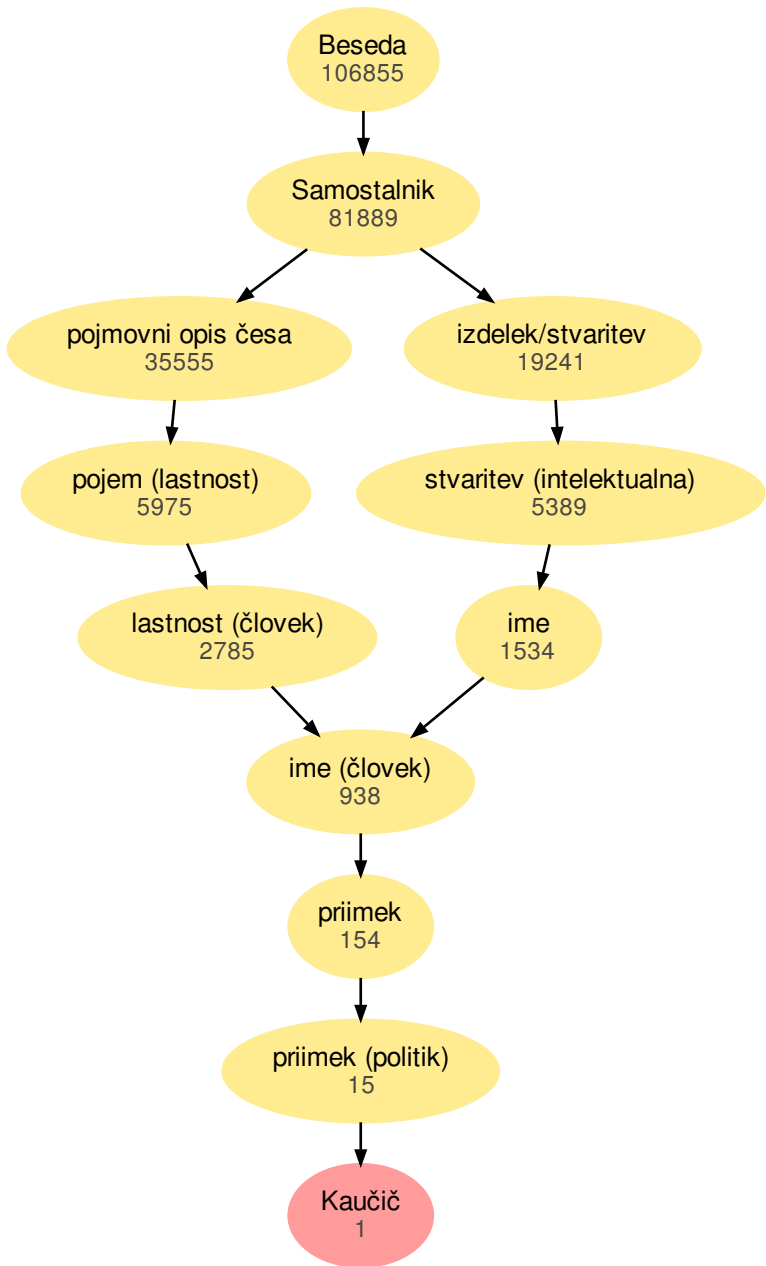 Beseda
106855
Samostalnik
81889
pojmovni opis česa
35555
izdelek/stvaritev
19241
pojem (lastnost)
5975
stvaritev (intelektualna)
5389
lastnost (človek)
2785
ime
1534
ime (človek)
938
priimek
154
priimek (politik)
15
Kaučič
1